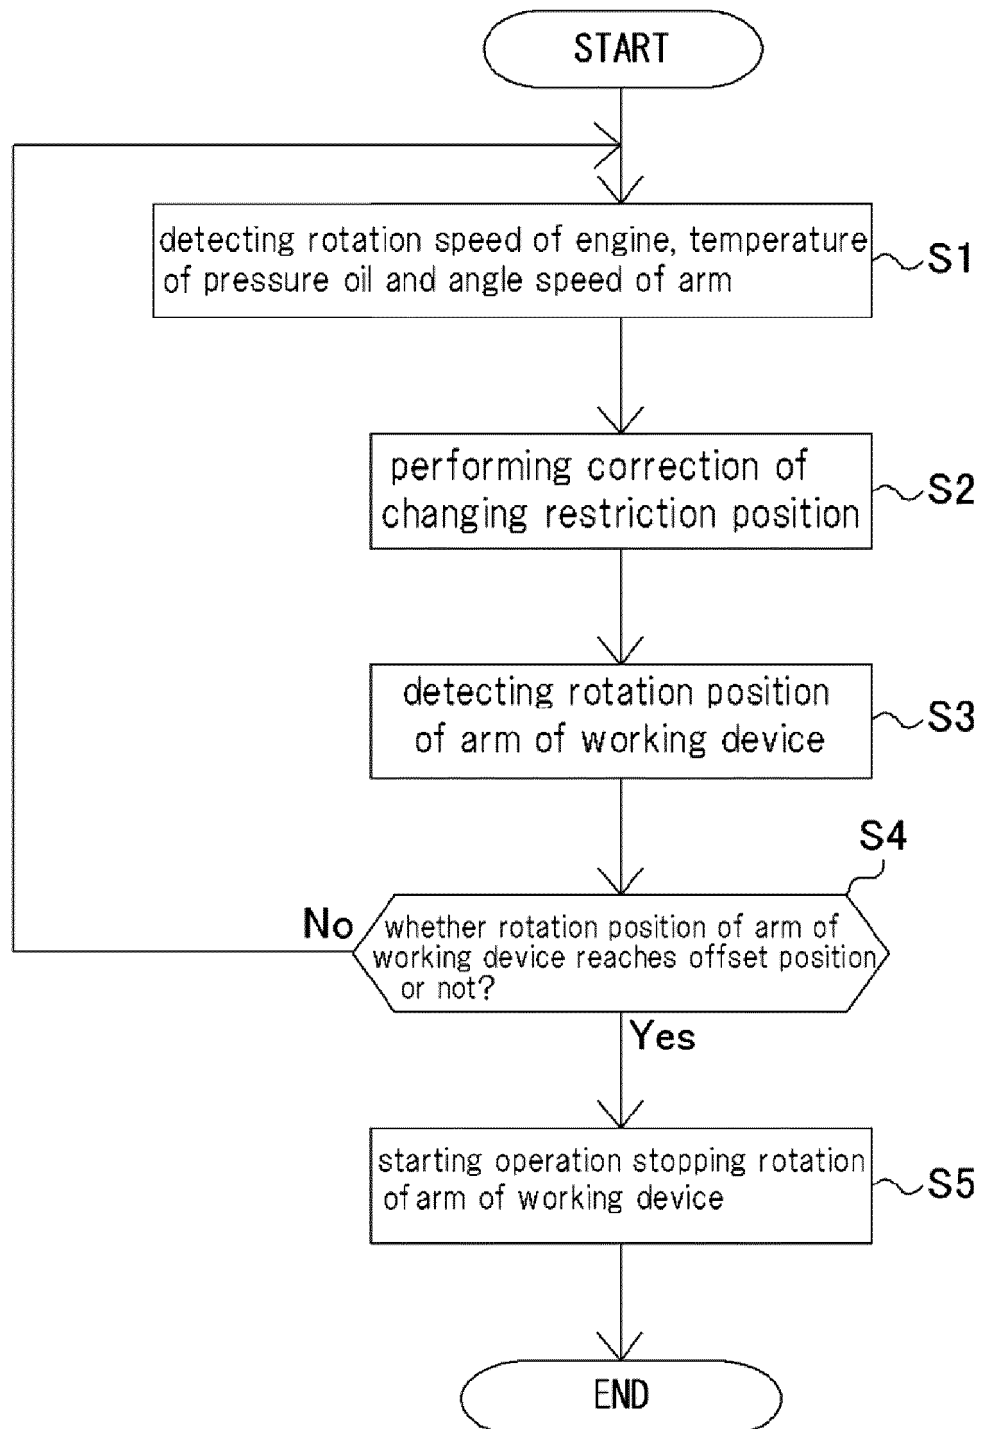 START
detecting rotation speed of engine, temperature
of pressure oil and angle speed of arm
S1
performing correction of
changing restriction position
S2
detecting rotation position
of arm of working device
S3
S4
No
whether rotation position of arm of
working device reaches offset position
or not?
Yes
starting operation stopping rotation
of arm of working device
S5
END